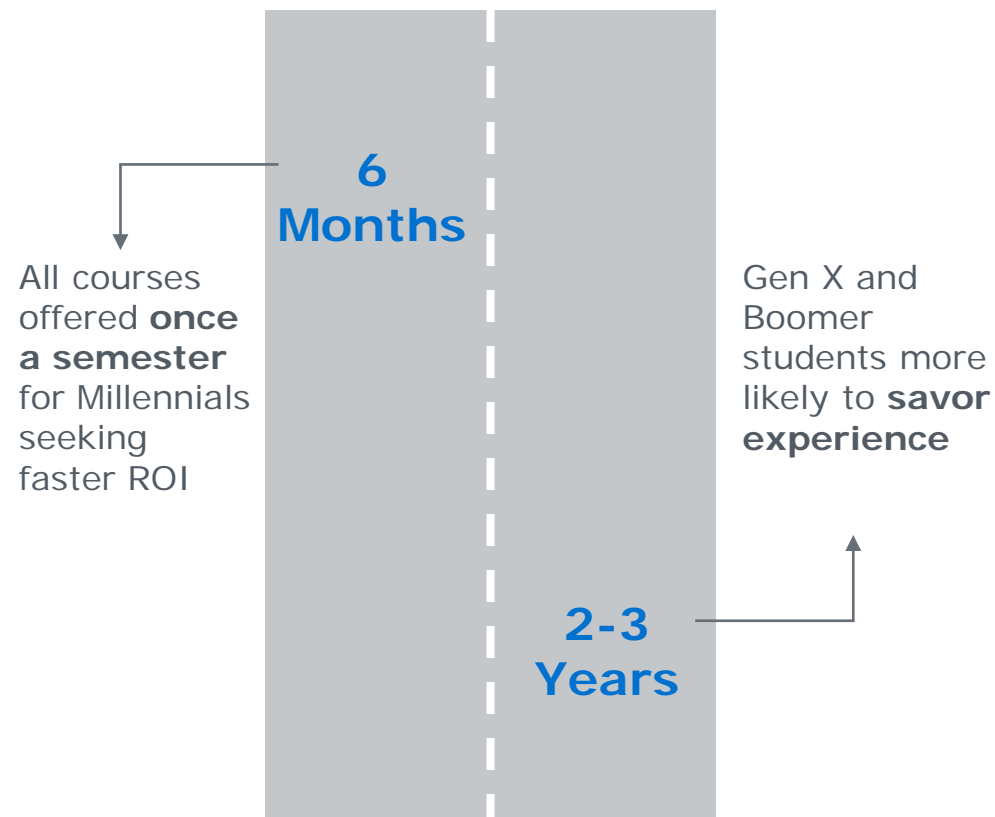 6
Months
All courses
offered once
a semester
for Millennials
seeking
faster ROI
Gen X and
Boomer
students more
likely to savor
experience
2-3
Years